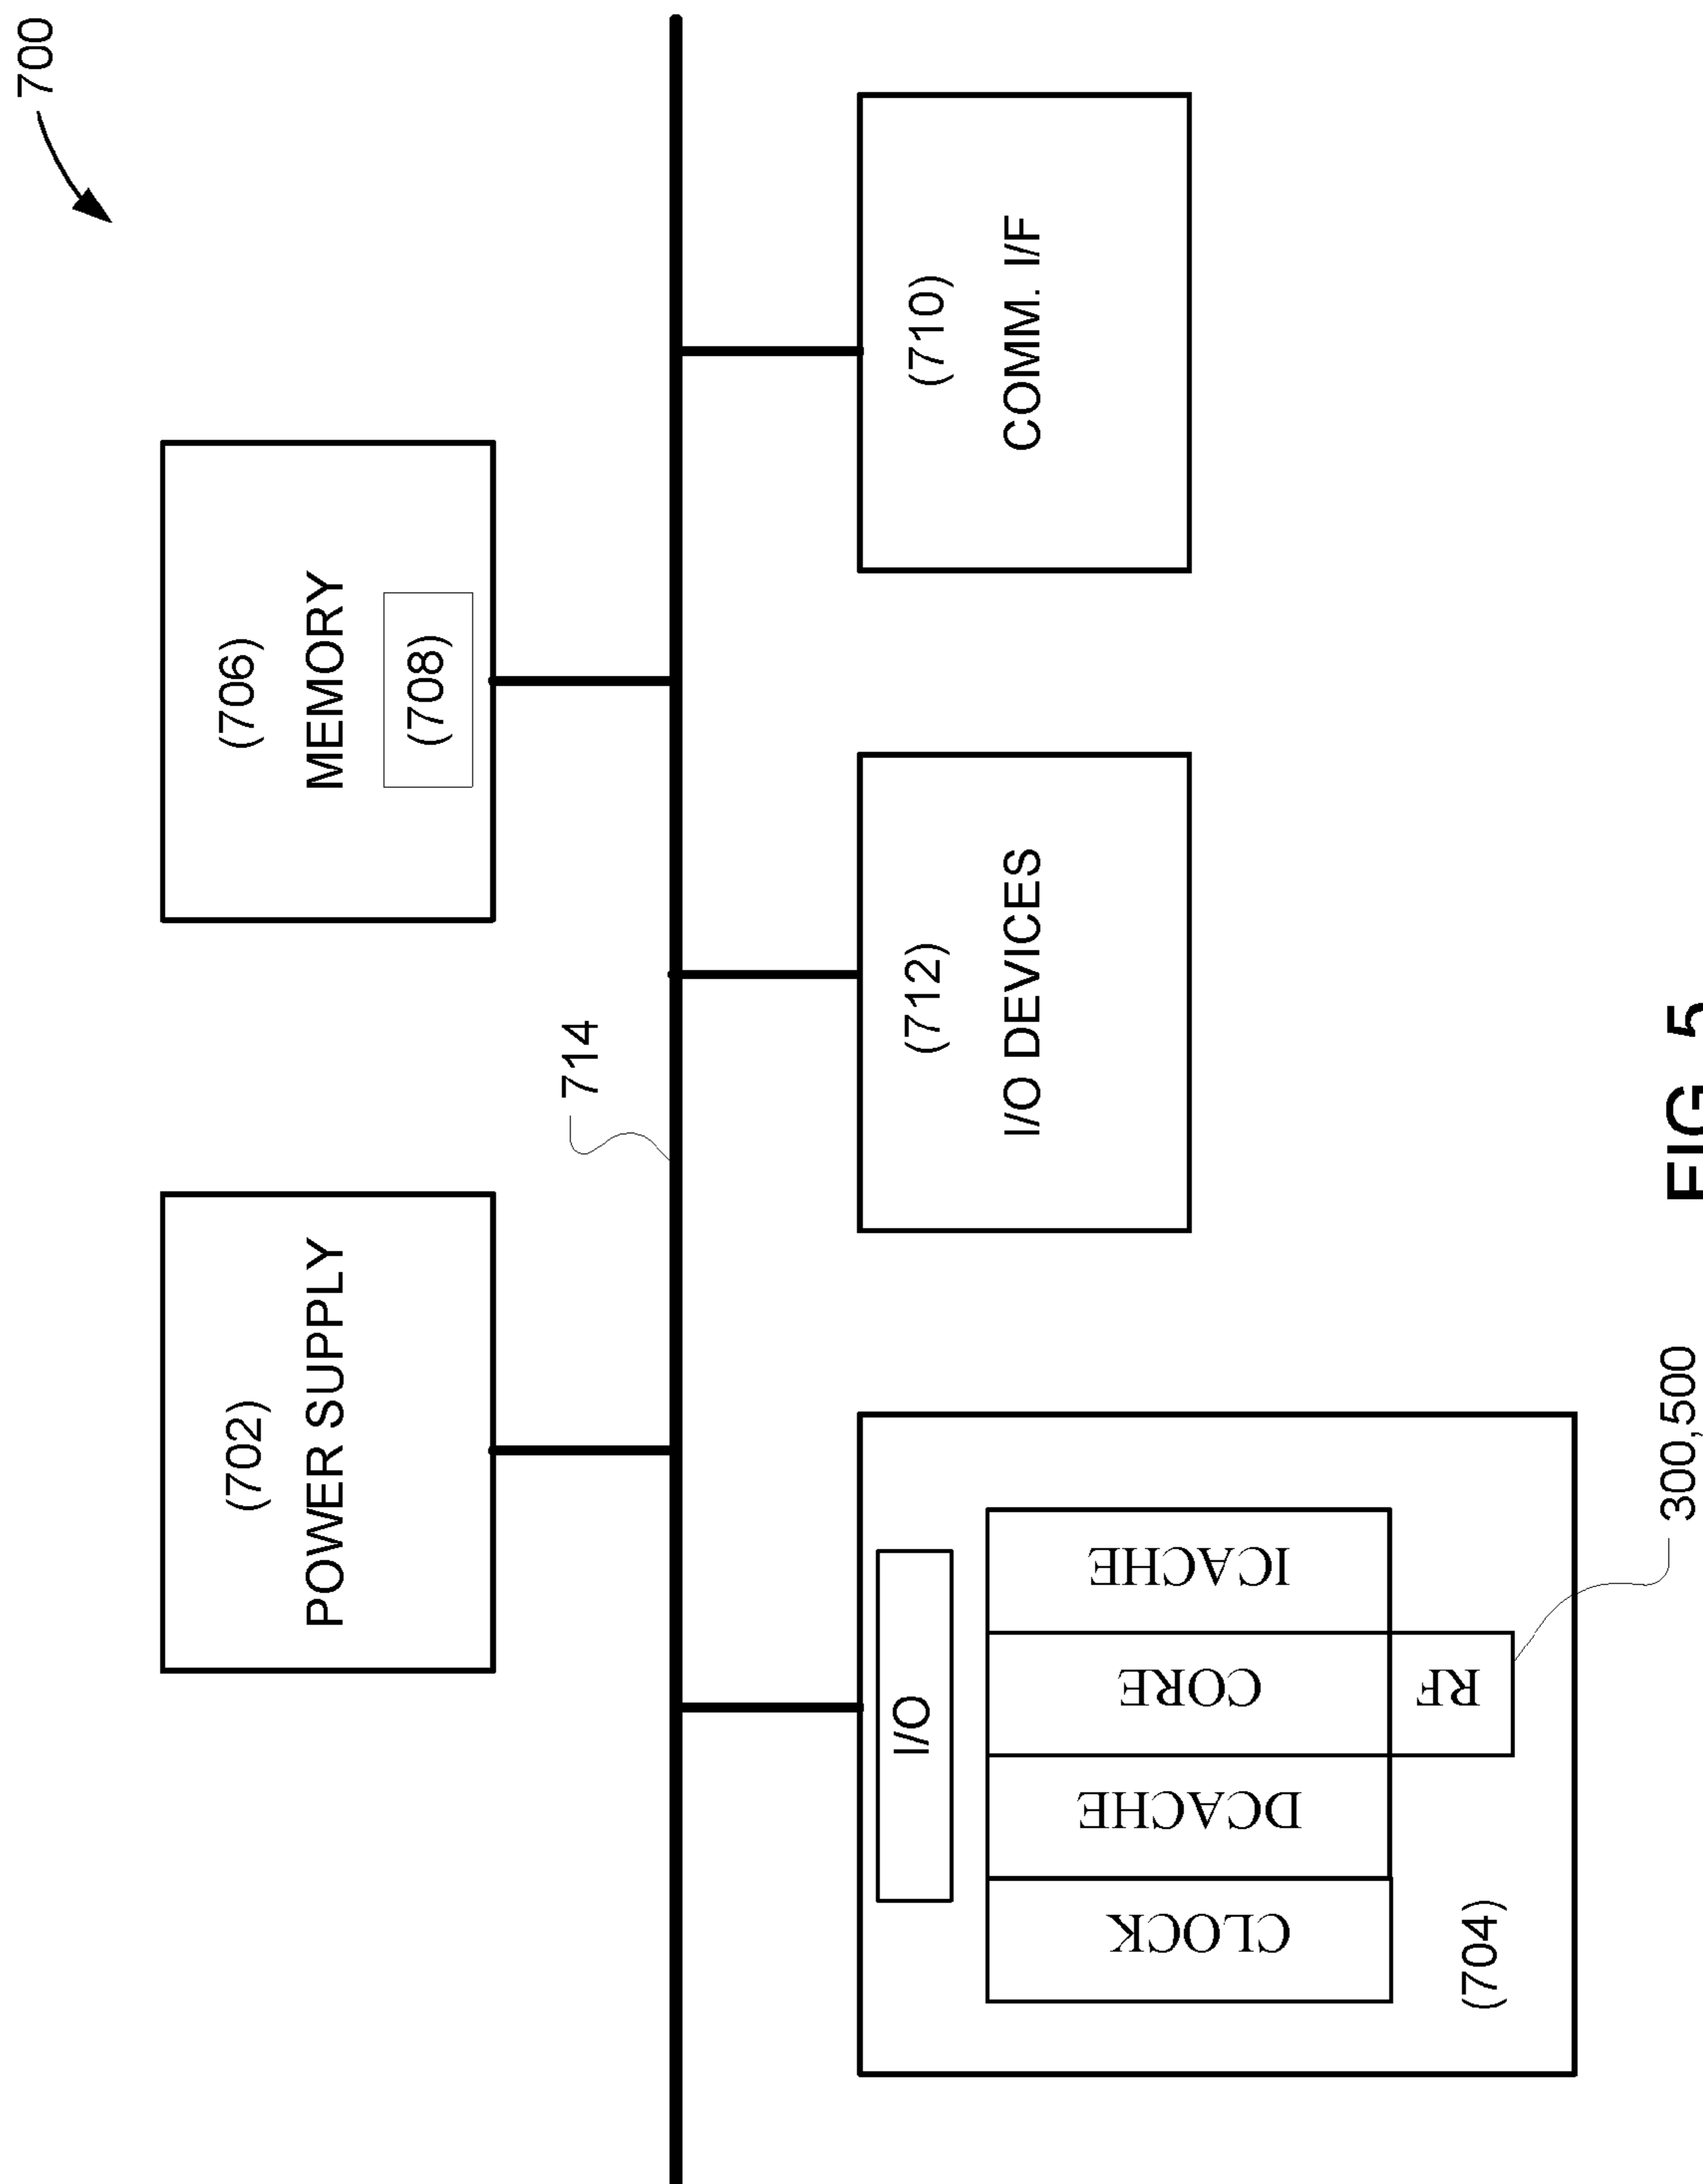 700
(702)
POWER SUPPLY
(706)
MEMORY
(708)
714
I/O
CLOCK
DCACHE
CORE
ICACHE
RF
(704)
300,500
(712)
I/O DEVICES
(710)
COMM. I/F
FIG. 5